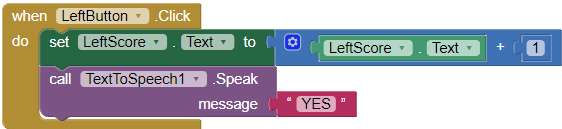 when LeftButton .Click
do set LeftScore . Text to LeftScore . Text + 1
call TextToSpeech1 .Speak
message " YES "